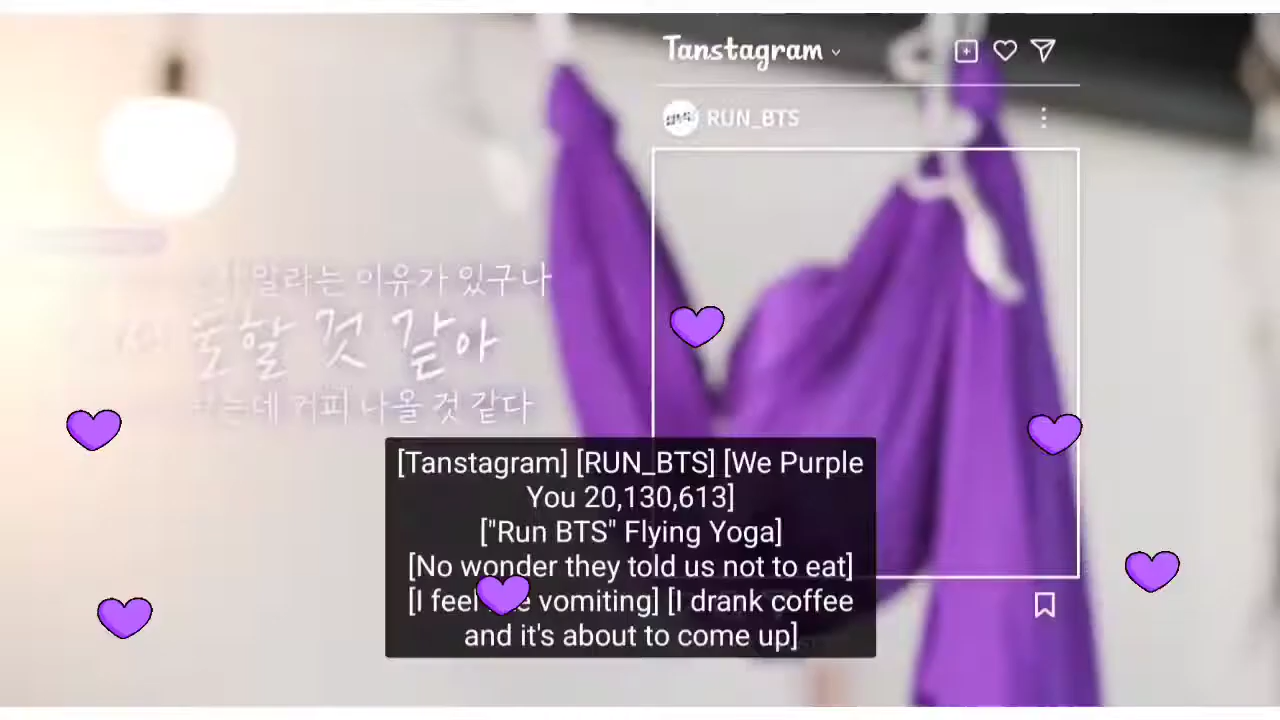 Tanstagram
RUN_BTS
말라는 이유가 있구나
할 것 같아
는데 커피 나올 것 같다
[Tanstagram] [RUN_BTS] [We Purple
You 20,130,613]
["Run BTS" Flying Yoga]
[No wonder they told us not to eat]
[I feel vomiting] [I drank coffee
and it's about to come up]